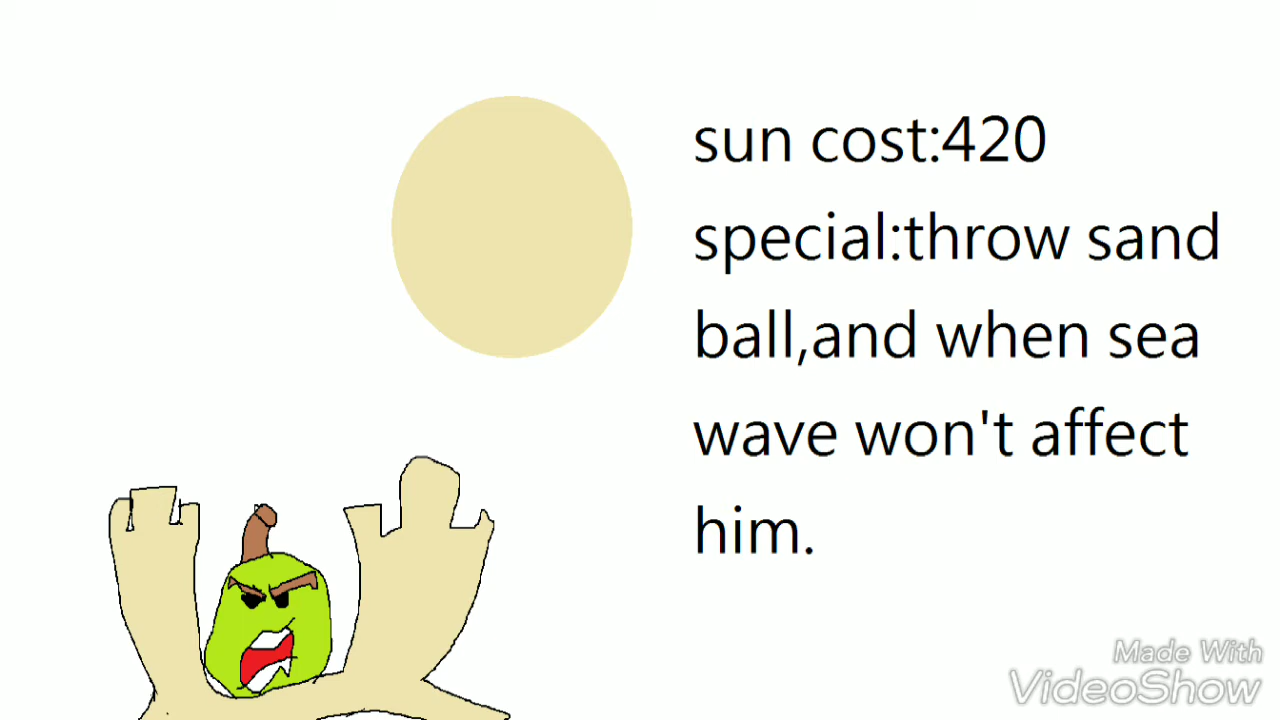 sun cost:420
special:throw sand
ball,and when sea
wave won't affect
him.
Made With
VideoShow